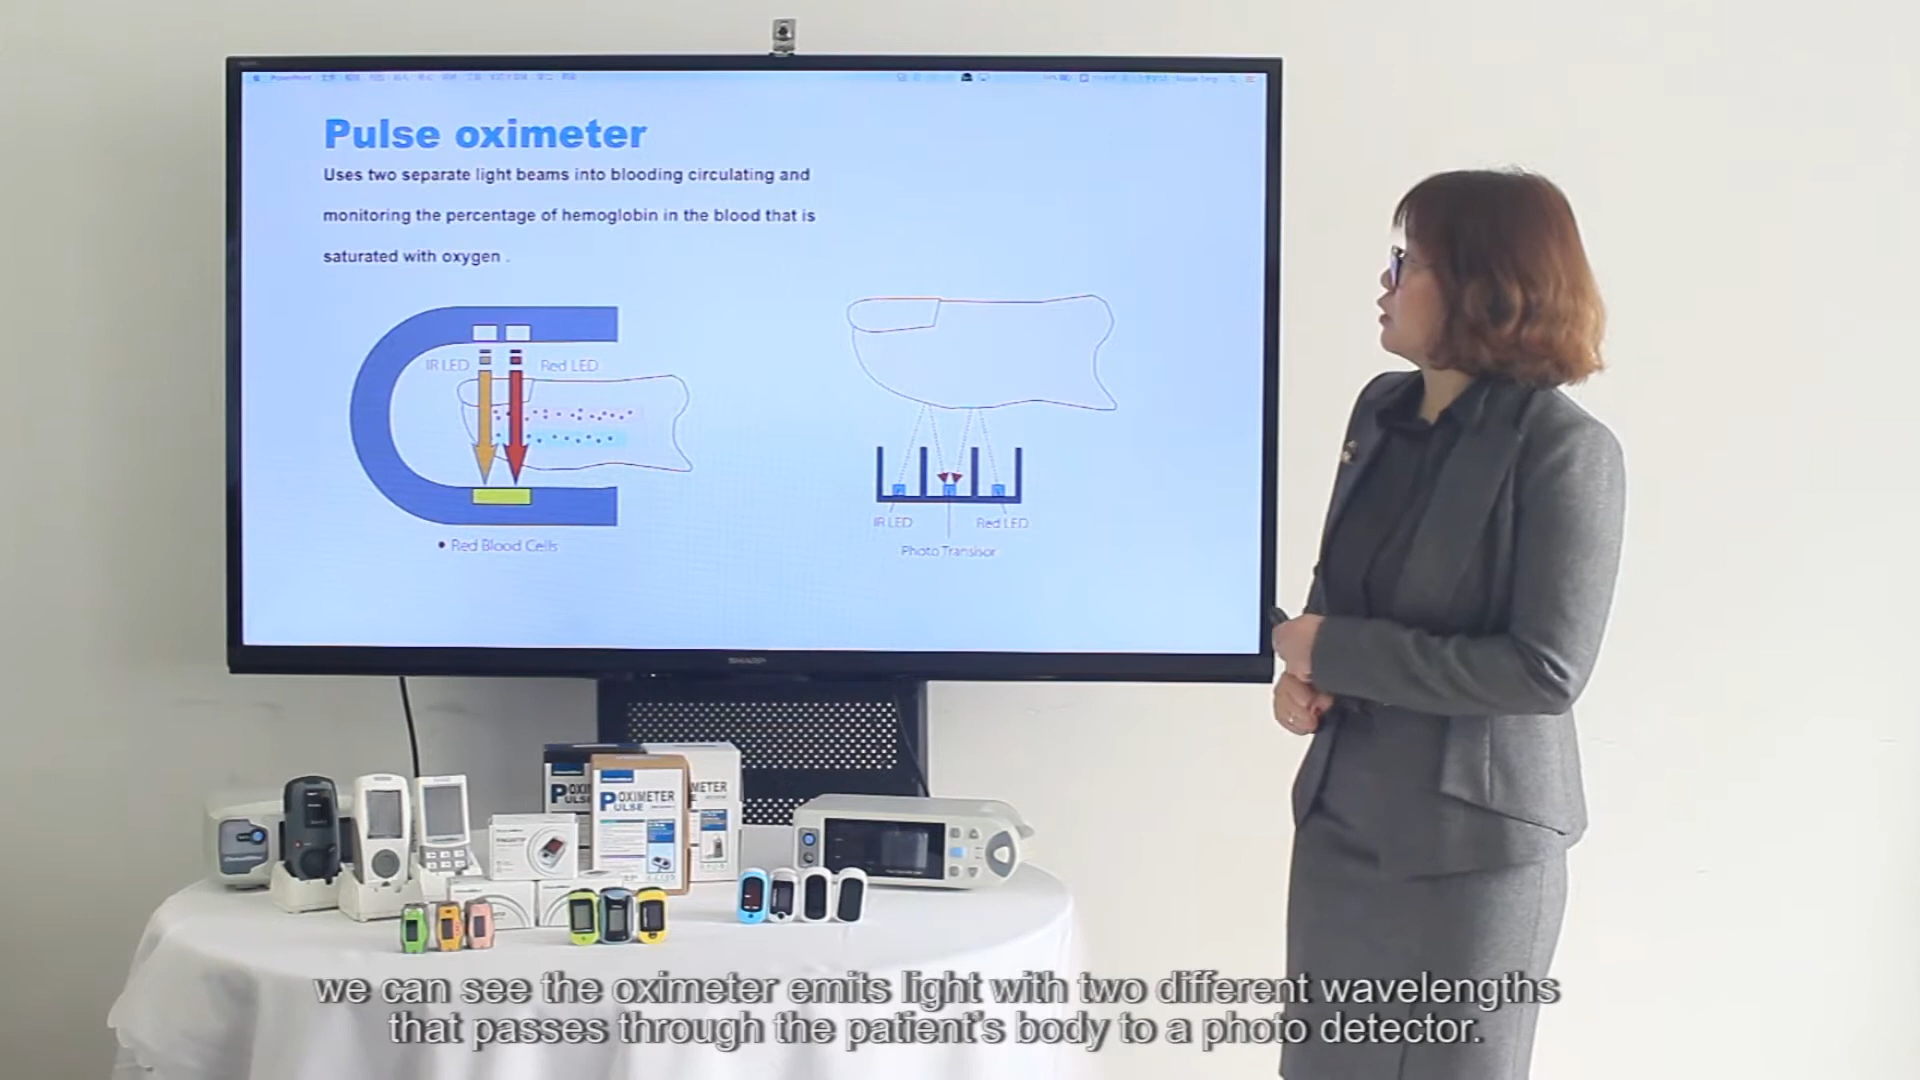 PowerPoint
Pulse oximeter
Uses two separate light beams into blooding circulating and
monitoring the percentage of hemoglobin in the blood that is
saturated with oxygen .
IR LED
Red LED
• Red Blood Cells
IR LED
Red LED
Photo Transisor
SHARP
OXIMETER
PULSE
METER
we can see the oximeter emits light with two different wavelengths
that passes through the patient's body to a photo detector.